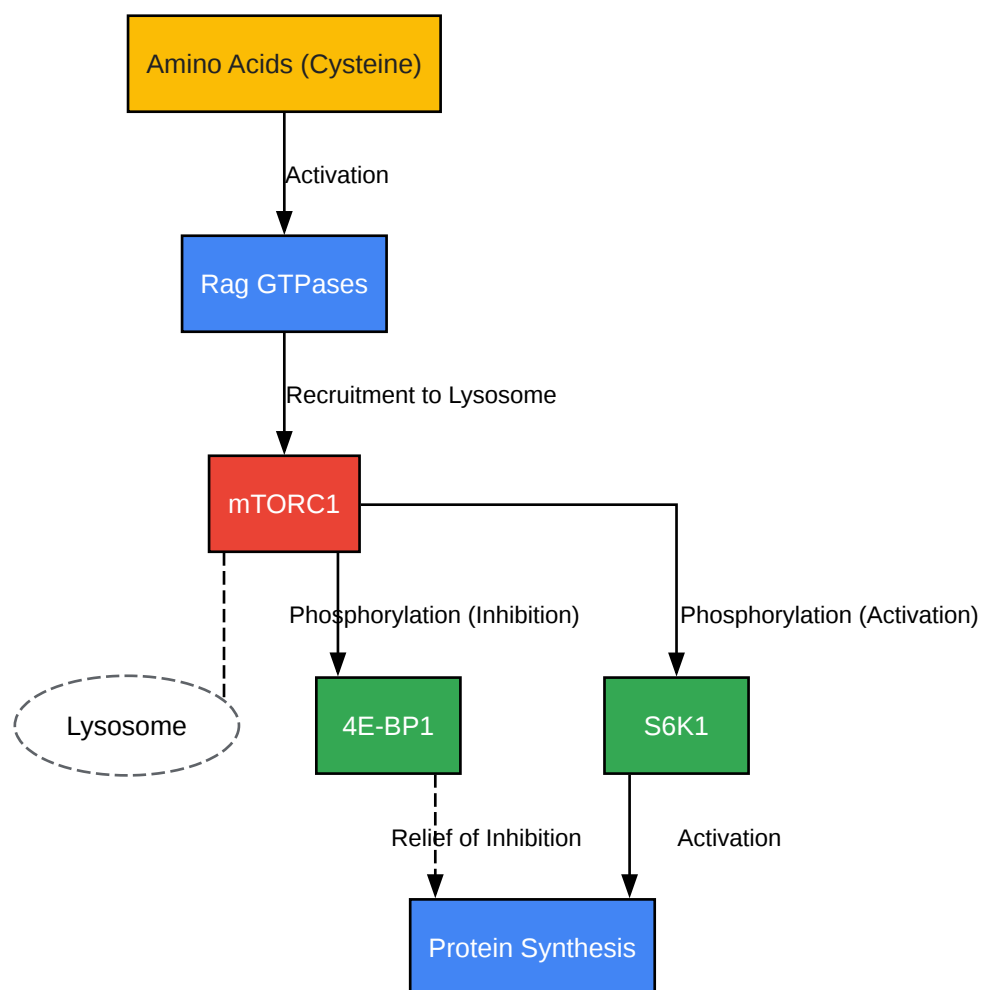 Amino Acids (Cysteine)
Activation
Rag GTPases
Recruitment to Lysosome
mTORC1
Phosphorylation (Inhibition)
Phosphorylation (Activation)
Lysosome
4E-BP1
S6K1
Relief of Inhibition
Activation
Protein Synthesis